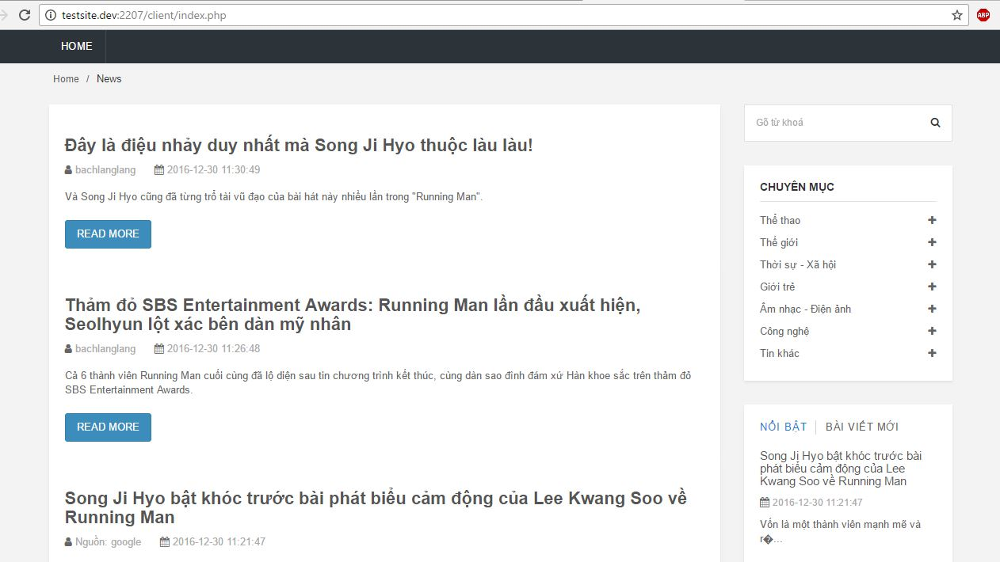 testsite.dev:2207/client/index.php
ABP
HOME
Home / News
Đây là điệu nhảy duy nhất mà Song Ji Hyo thuộc làu làu!
bachlanglang 2016-12-30 11:30:49
Và Song Ji Hyo cũng đã từng trổ tài vũ đạo của bài hát này nhiều lần trong "Running Man".
READ MORE
Thảm đỏ SBS Entertainment Awards: Running Man lần đầu xuất hiện,
Seolhyun lột xác bên dàn mỹ nhân
bachlanglang 2016-12-30 11:26:48
Cả 6 thành viên Running Man cuối cùng đã lộ diện sau tin chương trình kết thúc, cùng dàn sao đình đám xứ Hàn khoe sắc trên thảm đỏ
SBS Entertainment Awards.
READ MORE
Song Ji Hyo bật khóc trước bài phát biểu cảm động của Lee Kwang Soo về
Running Man
Nguồn: google 2016-12-30 11:21:47
Gõ từ khoá
CHUYÊN MỤC
Thể thao
Thế giới
Thời sự - Xã hội
Giới trẻ
Âm nhạc - Điện ảnh
Công nghệ
Tin khác
NỔI BẬT
BÀI VIẾT MỚI
Song Ji Hyo bật khóc trước bài
phát biểu cảm động của Lee
Kwang Soo về Running Man
2016-12-30 11:21:47
Vốn là một thành viên mạnh mẽ và
r�...